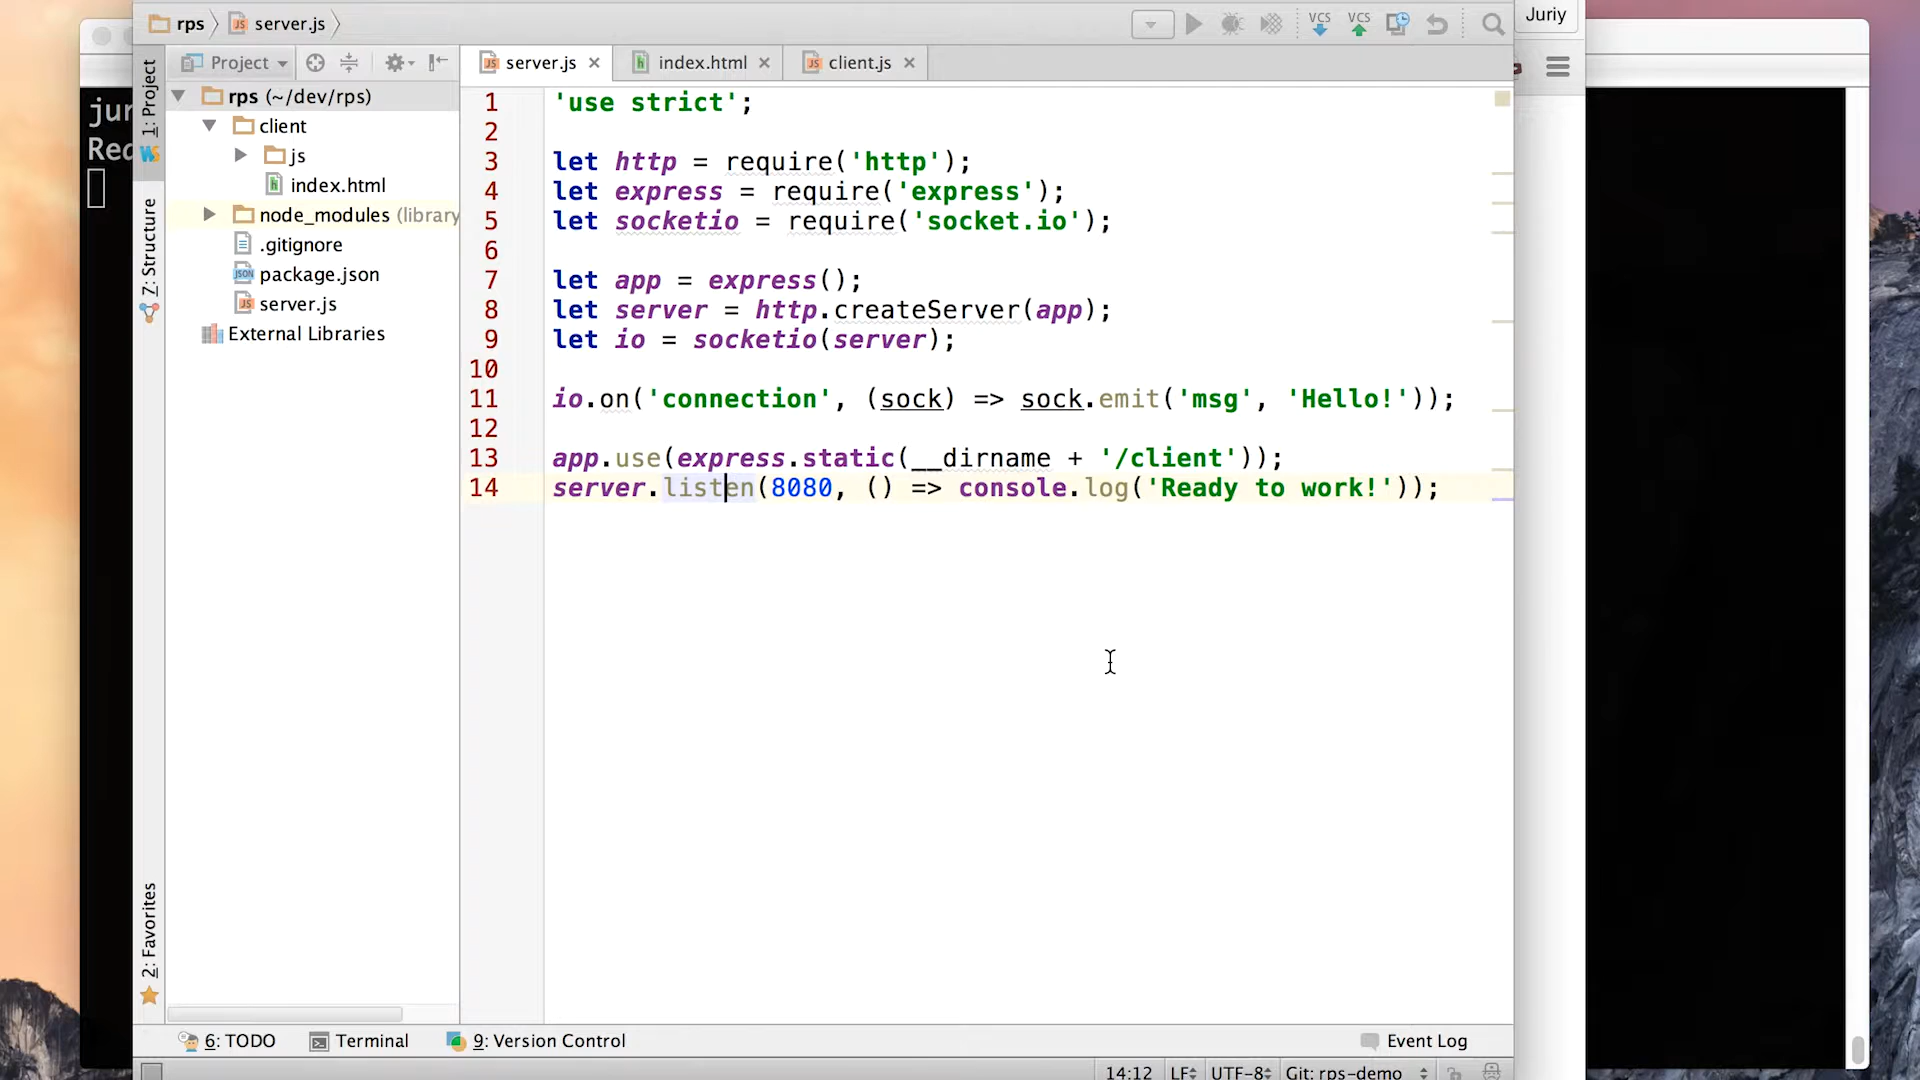 rps
server.js
Juriy
VCS
VCS
Project
server.js
index.html
client.js
1: Project
7: Structure
2: Favorites
rps (~/dev/rps)
client
js
index.html
node_modules (library
.gitignore
package.json
server.js
External Libraries
jur
1 'use strict';
2
3 let http = require('http');
4 let express = require('express');
5 let socketio = require('socket.io');
6
7 let app = express();
8 let server = http.createServer(app);
9 let io = socketio(server);
10
11 io.on('connection', (sock) => sock.emit('msg', 'Hello!'));
12
13 app.use(express.static(__dirname + '/client'));
14 server.listen(8080, () => console.log('Ready to work!'));
6: TODO
Terminal
9: Version Control
Event Log
14:12 LF UTF-8 Git: rps-demo